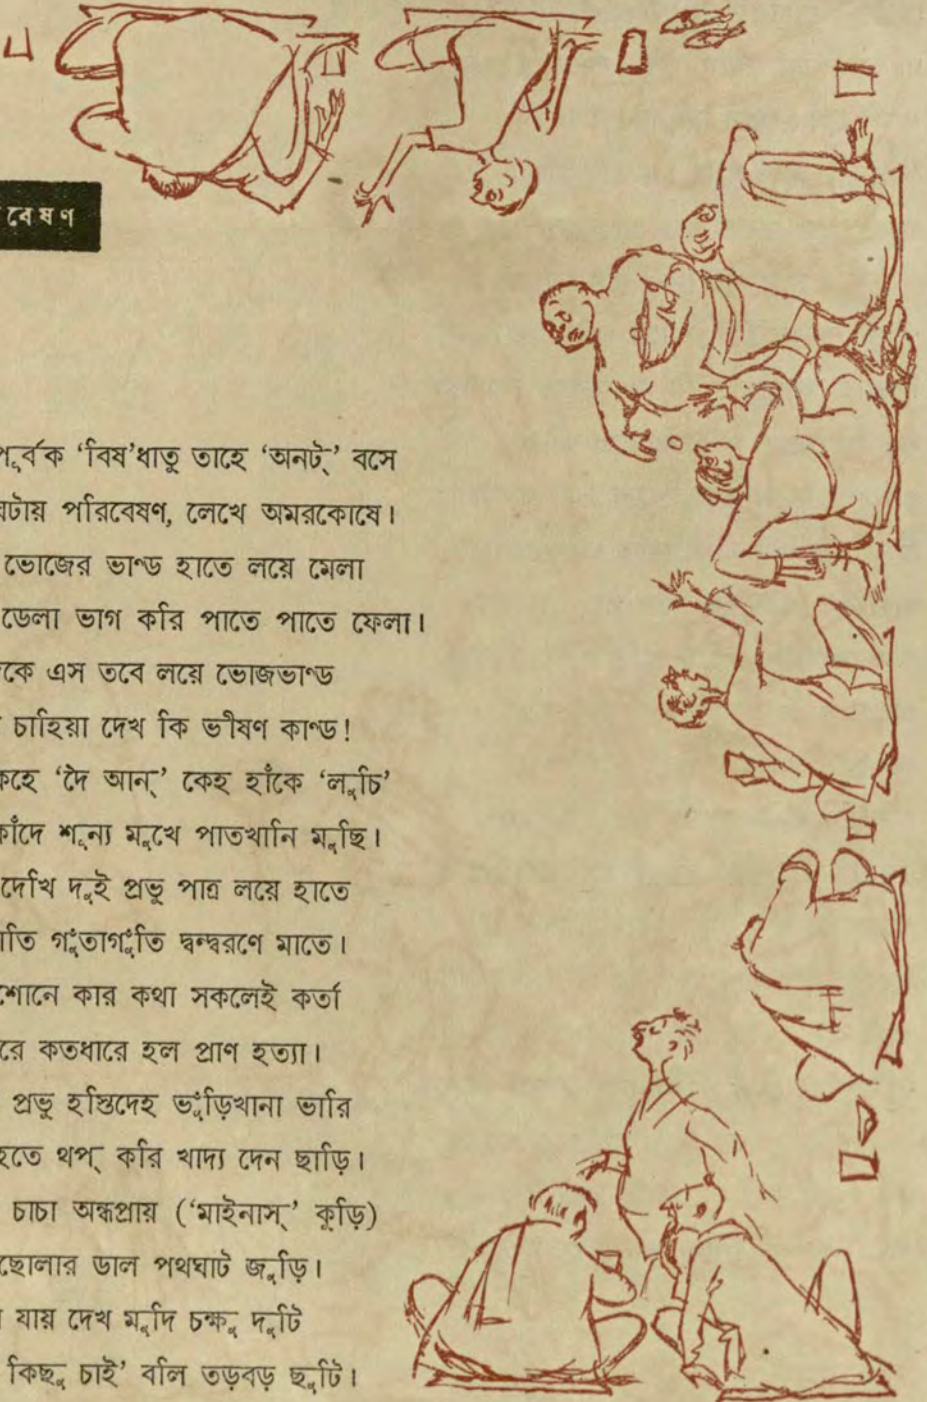 বেষণ
পূর্বক ‘বিষ’ধাতু তাহে ‘অনট্’ বসে
ঘটায় পরিবেষণ, লেখে অমরকোষে।
ভোজের ভাণ্ড হাতে লয়ে মেলা
ডেলা ভাগ করি পাতে পাতে ফেলা।
কে এস তবে লয়ে ভোজভাণ্ড
চাহিয়া দেখ কি ভীষণ কাণ্ড!
কহে ‘দৈ আন্’ কেহ হাঁকে ‘লুচি’
কাঁদে শূন্য মুখে পাতখানি মুছি।
দেখি দুই প্রভু পাত্র লয়ে হাতে
াতি গুঁতাগুঁতি দ্বন্দ্বরণে মাতে।
শোনে কার কথা সকলেই কর্তা
রে কতধারে হল প্রাণ হত্যা।
প্রভু হস্তিদেহ ভুঁড়িখানা ভারি
হতে থপ্ করি খাদ্য দেন ছাড়ি।
চাচা অন্ধপ্রায় (‘মাইনাস্’ কুড়ি)
ছোলার ডাল পথঘাট জুড়ি।
যায় দেখ মুদি চক্ষু দুটি
কিছু চাই’ বলি তড়বড় ছুটি।